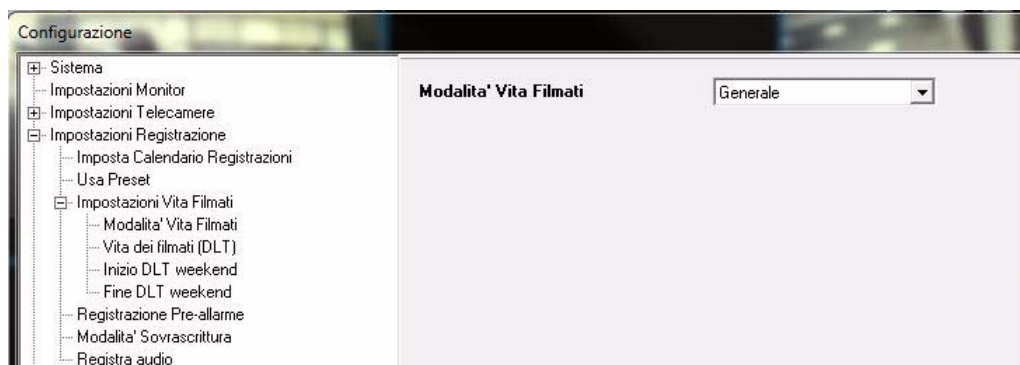 Configurazione
Sistema
Impostazioni Monitor
Impostazioni Telecamere
Impostazioni Registrazione
Imposta Calendario Registrazioni
Usa Preset
Impostazioni Vita Filmati
Modalita' Vita Filmati
Vita dei filmati (DLT)
Inizio DLT weekend
Fine DLT weekend
Registrazione Pre-allarme
Modalita' Sovrascrittura
Registra audio
Modalita' Vita Filmati
Generale